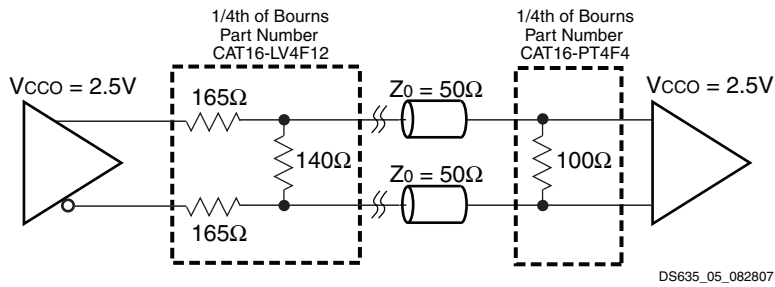 1/4th of Bourns
Part Number
CAT16-LV4F12
1/4th of Bourns
Part Number
CAT16-PT4F4
VCCO = 2.5V
165Ω
Z0 = 50Ω
VCCO = 2.5V
140Ω
100Ω
Z0 = 50Ω
165Ω
DS635_05_082807